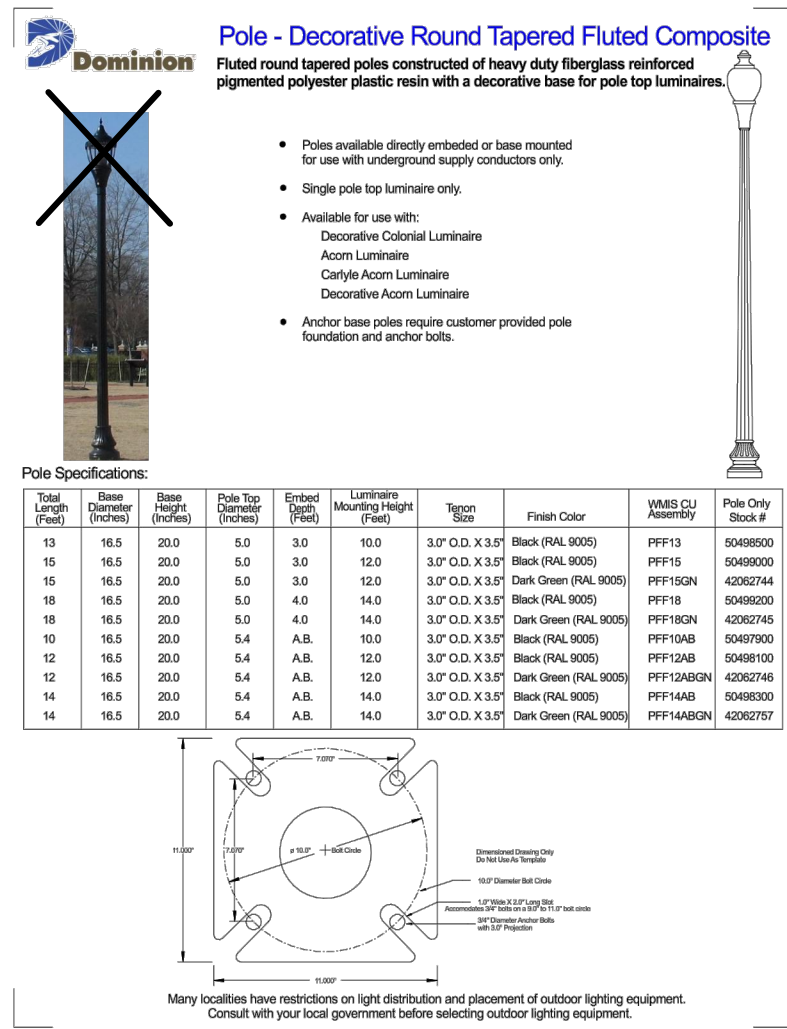 Dominion
Pole - Decorative Round Tapered Fluted Composite
Fluted round tapered poles constructed of heavy duty fiberglass reinforced
pigmented polyester plastic resin with a decorative base for pole top luminaires.
• Poles available directly embeded or base mounted
for use with underground supply conductors only.
• Single pole top luminaire only.
• Available for use with:
Decorative Colonial Luminaire
Acorn Luminaire
Carlyle Acorn Luminaire
Decorative Acorn Luminaire
• Anchor base poles require customer provided pole
foundation and anchor bolts.
Pole Specifications:
Total Length (Feet) Base Diameter (Inches) Base Height (Inches) Pole Top Diameter (Inches) Embed Depth (Feet) Luminaire Mounting Height (Feet) Tenon Size Finish Color WMIS CU Assembly Pole Only Stock #
13 16.5 20.0 5.0 3.0 10.0 3.0" O.D. X 3.5" Black (RAL 9005) PFF13 50498500
15 16.5 20.0 5.0 3.0 12.0 3.0" O.D. X 3.5" Black (RAL 9005) PFF15 50499000
15 16.5 20.0 5.0 3.0 12.0 3.0" O.D. X 3.5" Dark Green (RAL 9005) PFF15GN 42062744
18 16.5 20.0 5.0 4.0 14.0 3.0" O.D. X 3.5" Black (RAL 9005) PFF18 50499200
18 16.5 20.0 5.0 4.0 14.0 3.0" O.D. X 3.5" Dark Green (RAL 9005) PFF18GN 42062745
10 16.5 20.0 5.4 A.B. 10.0 3.0" O.D. X 3.5" Black (RAL 9005) PFF10AB 50497900
12 16.5 20.0 5.4 A.B. 12.0 3.0" O.D. X 3.5" Black (RAL 9005) PFF12AB 50498100
12 16.5 20.0 5.4 A.B. 12.0 3.0" O.D. X 3.5" Dark Green (RAL 9005) PFF12ABGN 42062746
14 16.5 20.0 5.4 A.B. 14.0 3.0" O.D. X 3.5" Black (RAL 9005) PFF14AB 50498300
14 16.5 20.0 5.4 A.B. 14.0 3.0" O.D. X 3.5" Dark Green (RAL 9005) PFF14ABGN 42062757
7.070"
11.000"
7.070"
ø 10.0" Bolt Circle
Dimensioned Drawing Only
Do Not Use As Template
10.0" Diameter Bolt Circle
1.0" Wide X 2.0" Long Slot
Accomodates 3/4" bolts on a 9.0" to 11.0" bolt circle
3/4" Diameter Anchor Bolts
with 3.0" Projection
11.000"
Many localities have restrictions on light distribution and placement of outdoor lighting equipment.
Consult with your local government before selecting outdoor lighting equipment.